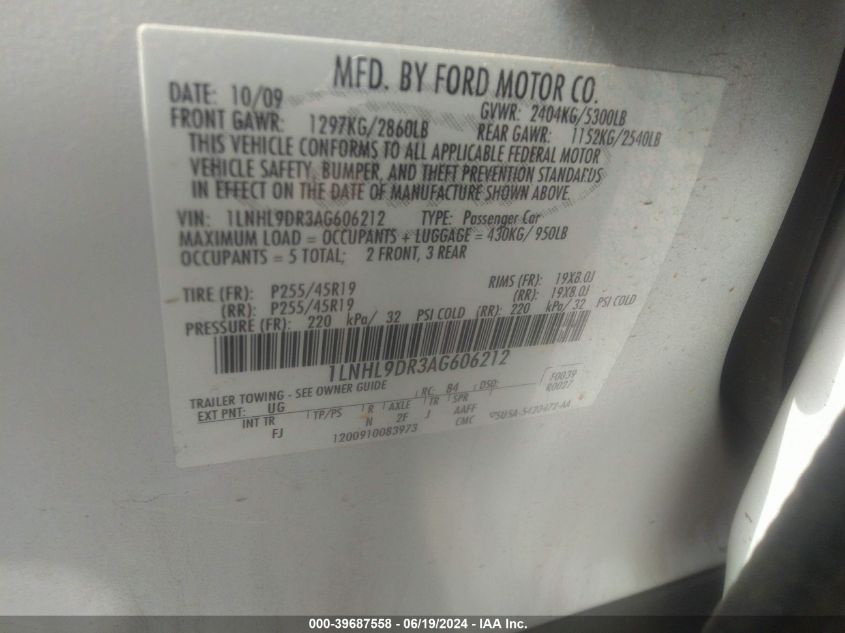 MFD. BY FORD MOTOR CO.
DATE: 10/09 GVWR: 2404KG/5300LB
FRONT GAWR: 1297KG/2860LB REAR GAWR: 1152KG/2540LB
THIS VEHICLE CONFORMS TO ALL APPLICABLE FEDERAL MOTOR
VEHICLE SAFETY, BUMPER, AND THEFT PREVENTION STANDARDS
IN EFFECT ON THE DATE OF MANUFACTURE SHOWN ABOVE.
VIN: 1LNHL9DR3AG606212 TYPE: Passenger Car
MAXIMUM LOAD = OCCUPANTS + LUGGAGE = 430KG/ 950LB
OCCUPANTS = 5 TOTAL; 2 FRONT, 3 REAR
TIRE (FR): P255/45R19 RIMS (FR): 19X8.0J
(RR): P255/45R19 (RR): 19X8.0J
PRESSURE (FR): 220 kPa/ 32 PSI COLD (RR): 220 kPa/ 32 PSI COLD
1LNHL9DR3AG606212
TRAILER TOWING - SEE OWNER GUIDE RC: 84 DSO: F0039
EXT PNT: UG R0027
INT TR TP/PS R AXLE TR SPR
FJ N 2F J AAFF
1200910083973 CMC
000-39687558 - 06/19/2024 - IAA Inc.